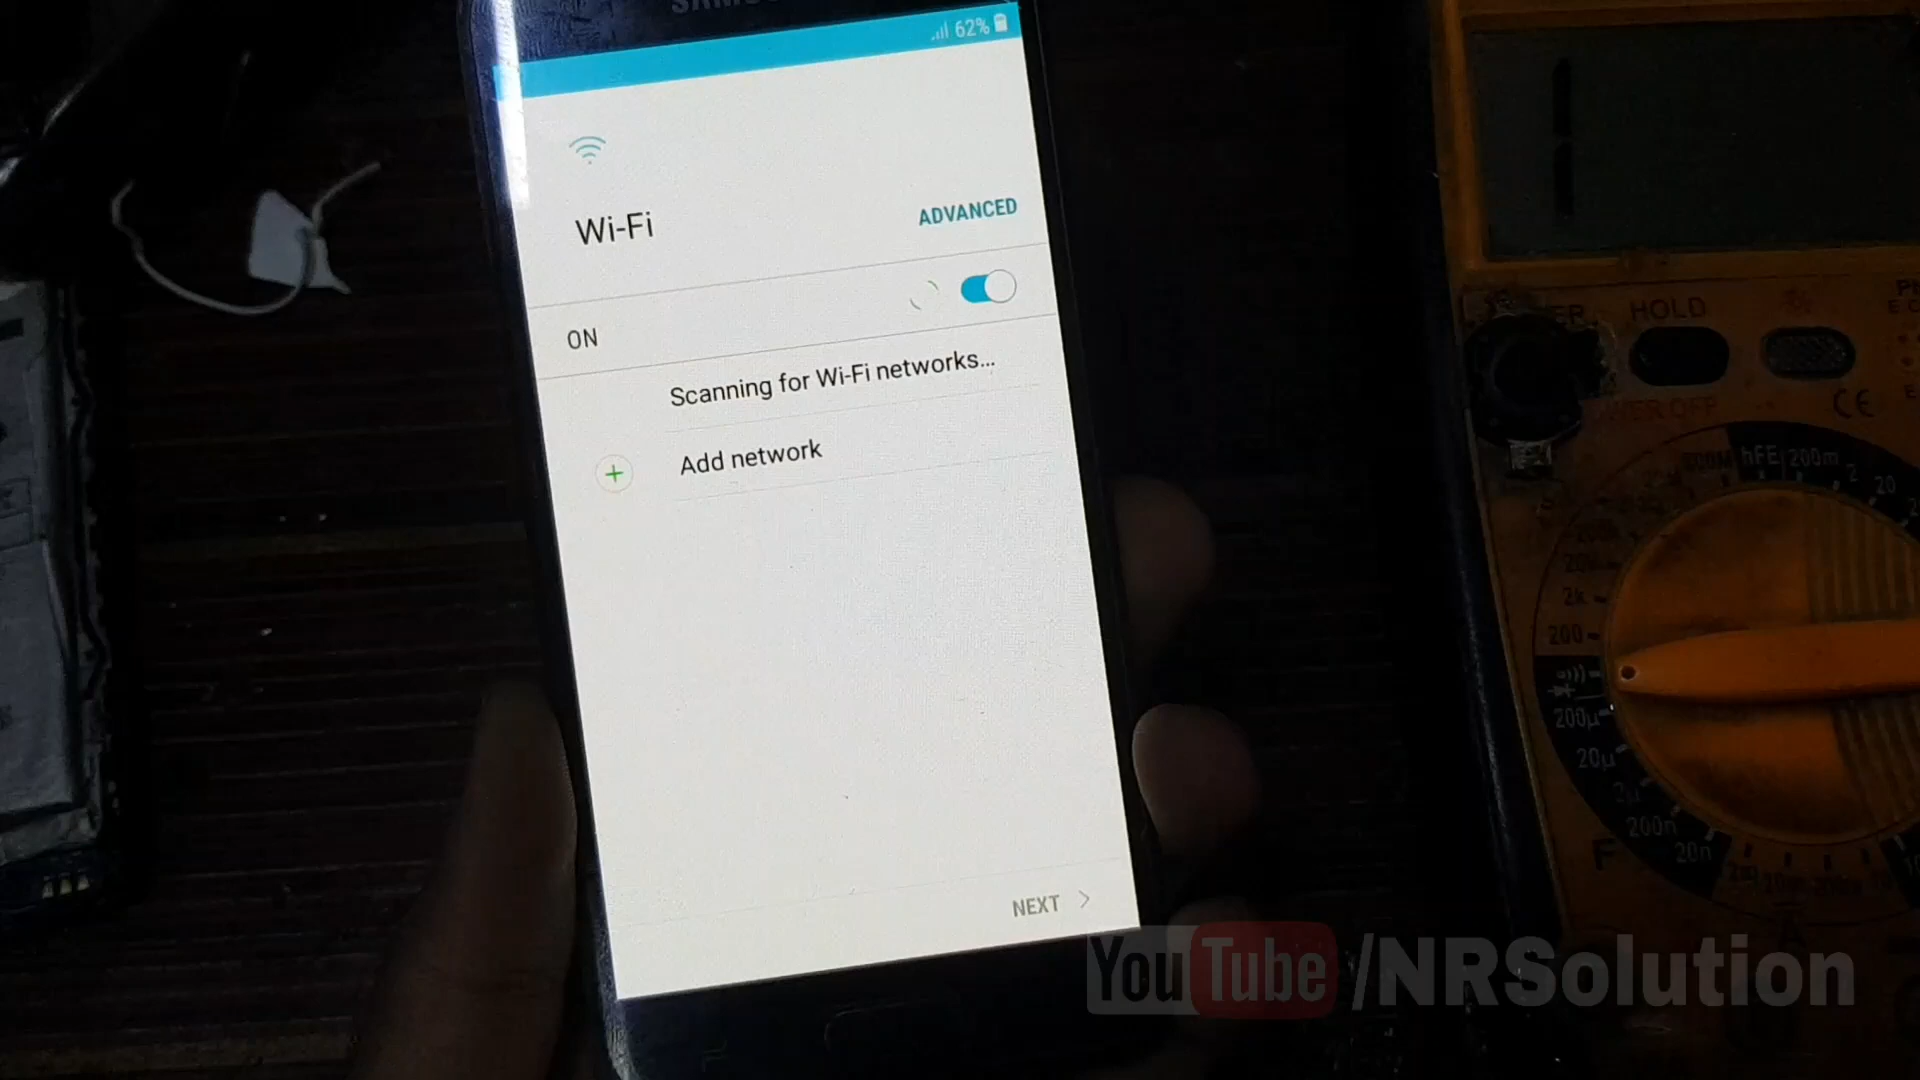 62%
Wi-Fi
ADVANCED
ON
Scanning for Wi-Fi networks...
Add network
NEXT
HOLD
CE
hFE 200m
2
20
2k
200
200µ
20µ
200n
20n
F
YouTube/NRSolution